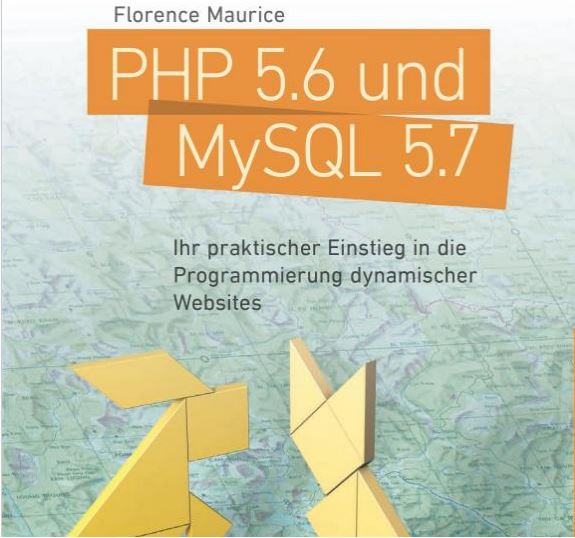 Florence Maurice
PHP 5.6 und
MySQL 5.7
Ihr praktischer Einstieg in die
Programmierung dynamischer
Websites